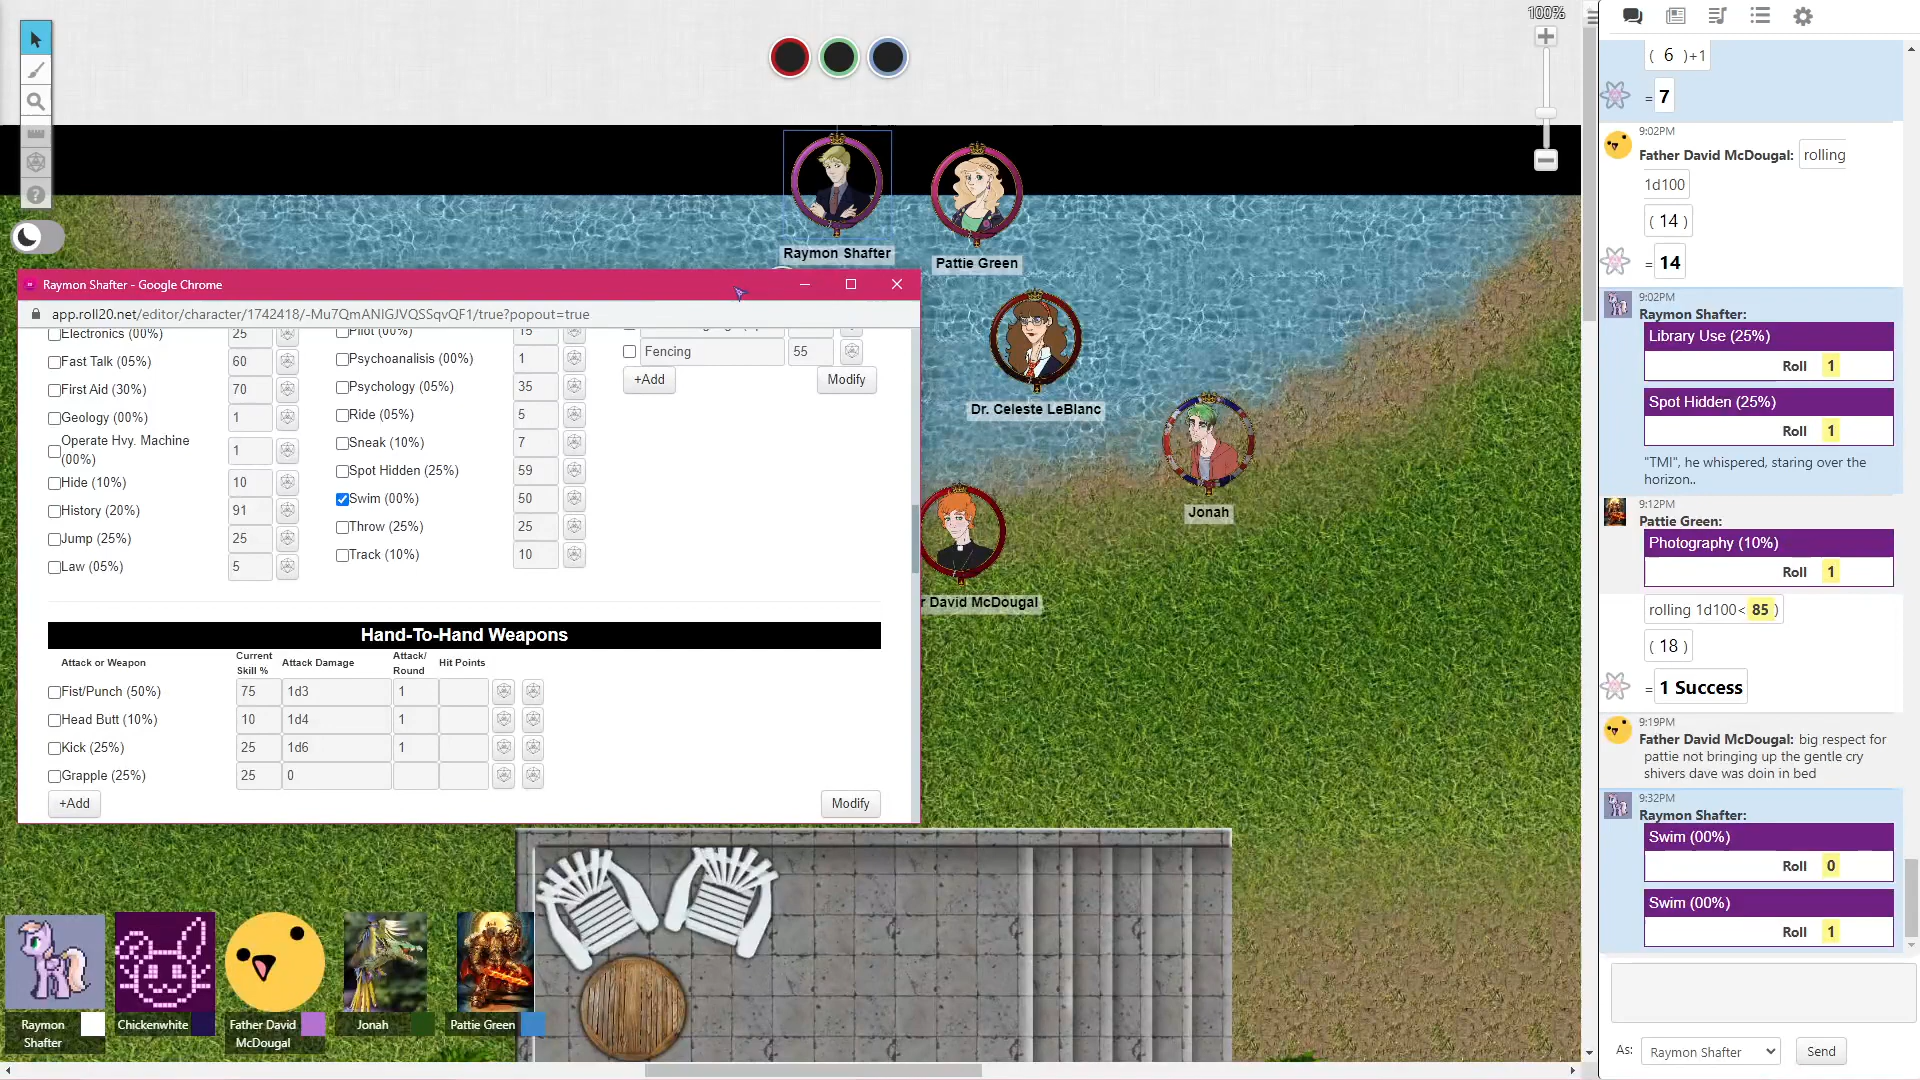 100%
Raymon Shafter
Pattie Green
Dr. Celeste LeBlanc
Jonah
David McDougal
Raymon Shafter - Google Chrome
app.roll20.net/editor/character/1742418/-Mu7QmANIGJVQSSqvQF1/true?popout=true
Electronics (00%) 25
Fast Talk (05%) 60
First Aid (30%) 70
Geology (00%) 1
Operate Hvy. Machine
(00%) 1
Hide (10%) 10
History (20%) 91
Jump (25%) 25
Law (05%) 5
Pilot (00%) 15
Psychoanalisis (00%) 1
Psychology (05%) 35
Ride (05%) 5
Sneak (10%) 7
Spot Hidden (25%) 59
Swim (00%) 50
Throw (25%) 25
Track (10%) 10
Fencing 55
+Add Modify
Hand-To-Hand Weapons
Attack or Weapon Current
Skill % Attack Damage Attack/
Round Hit Points
Fist/Punch (50%) 75 1d3 1
Head Butt (10%) 10 1d4 1
Kick (25%) 25 1d6 1
Grapple (25%) 25 0
+Add Modify
Raymon
Shafter
Chickenwhite
Father David
McDougal
Jonah
Pattie Green
( 6 )+1
= 7
9:02PM
Father David McDougal: rolling
1d100
( 14 )
= 14
9:02PM
Raymon Shafter:
Library Use (25%)
Roll 1
Spot Hidden (25%)
Roll 1
"TMI", he whispered, staring over the
horizon..
9:12PM
Pattie Green:
Photography (10%)
Roll 1
rolling 1d100< 85 )
( 18 )
= 1 Success
9:19PM
Father David McDougal: big respect for
pattie not bringing up the gentle cry
shivers dave was doin in bed
9:32PM
Raymon Shafter:
Swim (00%)
Roll 0
Swim (00%)
Roll 1
As: Raymon Shafter Send